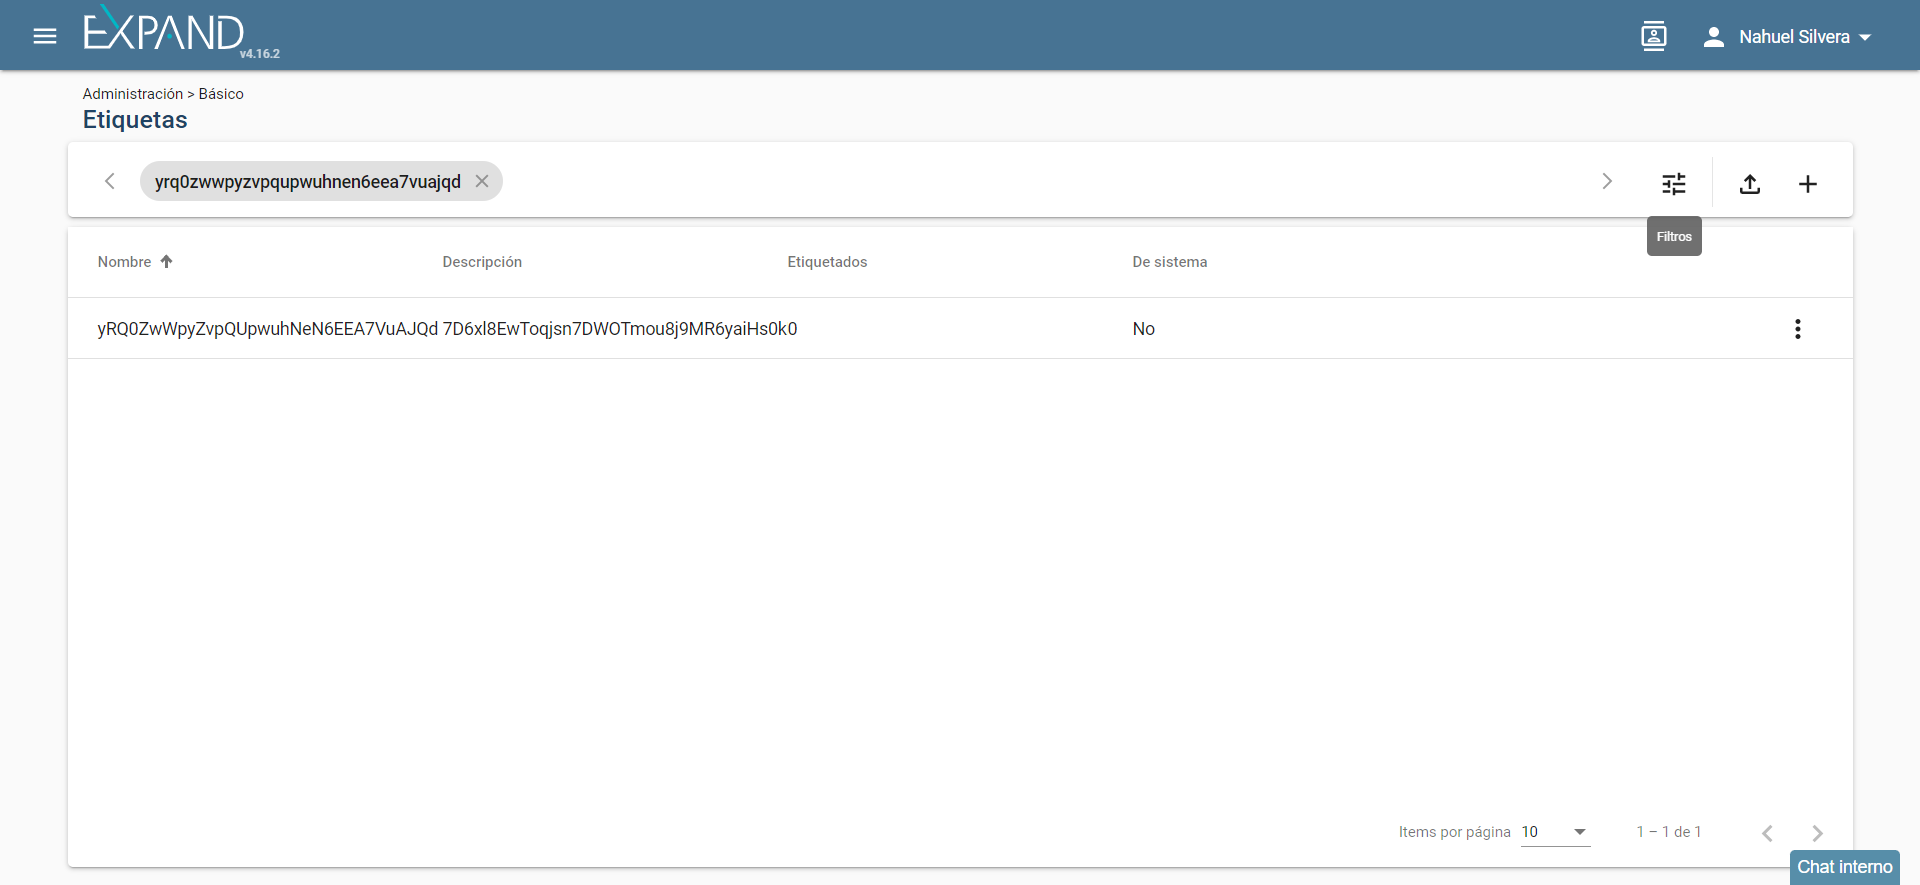 EXPAND
v4.16.2
Nahuel Silvera
Administración > Básico
Etiquetas
yrq0zwwpyzvpqupwuhnen6eea7vuajqd
Filtros
Nombre Descripción Etiquetados De sistema
yRQ0ZwWpyZvpQUpwuhNeN6EEA7VuAJQd 7D6xl8EwToqjsn7DWOTmou8j9MR6yaiHs0k0 No
Items por página 10 1 – 1 de 1
Chat interno